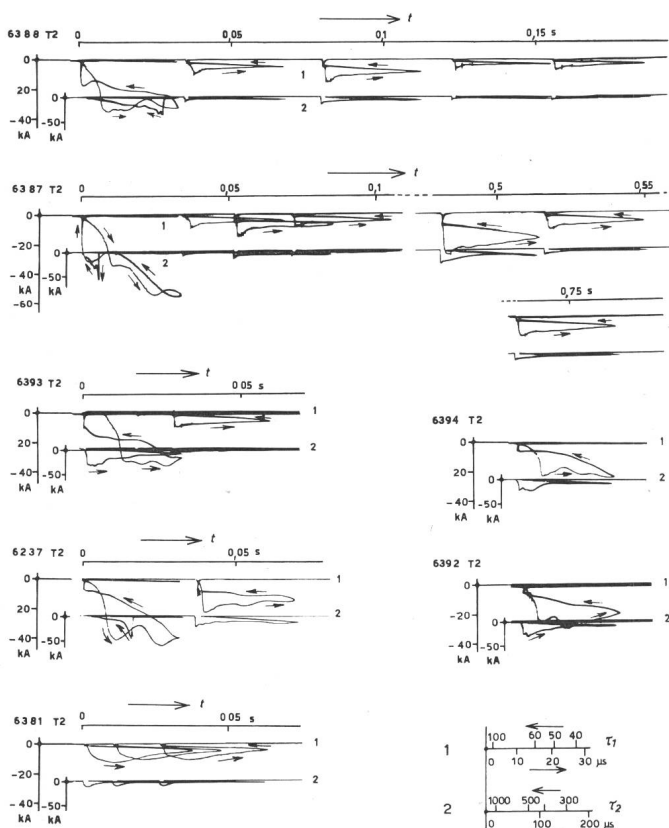 t
6388 T2 0 0,05 0,1 0,15 s
0
1
0
2
-40 -50
kA kA
t
6387 T2 0 0,05 0,1 0,5 0,55
0
1
-20
0 2
-40 -50
kA
-60
kA
0,75 s
t
6393 T2 0 0 05 s
0 1
20
0 2
-40 -50
kA kA
6394 T2
0 1
20
0 2
-40 -50
kA kA
t
6237 T2 0 0,05 s
0 1
20
0 2
-40 -50
kA kA
6392 T2
0 1
-20
0 2
-40 -50
kA kA
t
6381 T2 0 0 05 s
0 1
-20
0 2
-40 -50
kA kA
1 100 60 50 40 τ1
0 10 20 30 μs
2 1000 500 300 τ2
0 100 200 μs